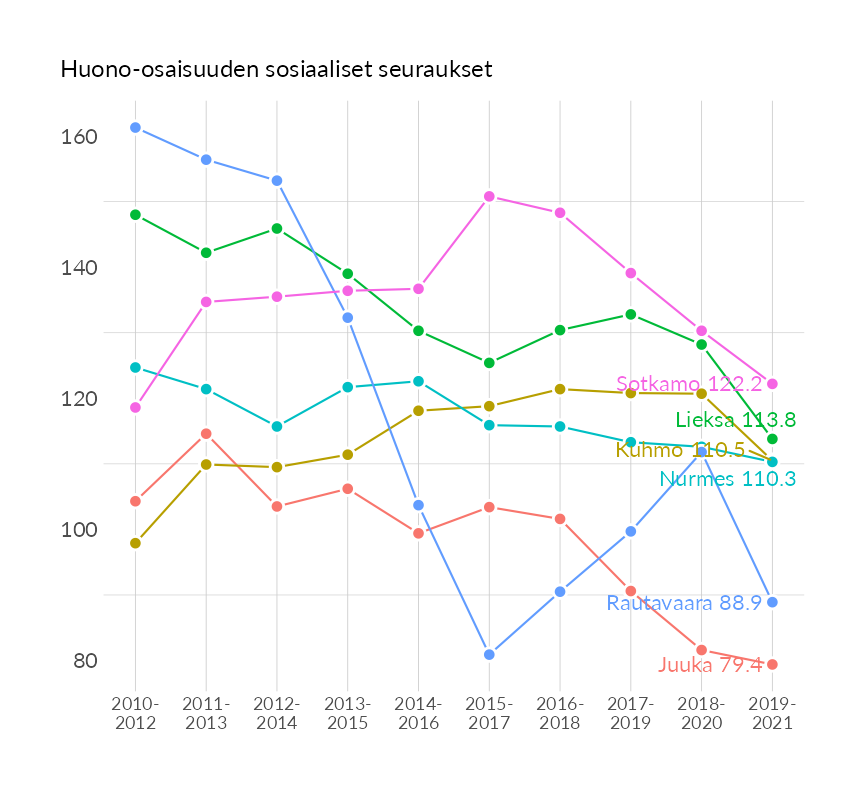 Huono-osaisuuden sosiaaliset seuraukset
160
140
120
100
80
Sotkamo 122.2
Lieksa 113.8
Kuhmo 110.5
Nurmes 110.3
Rautavaara 88.9
Juuka 79.4
2010- 2011- 2012- 2013- 2014- 2015- 2016- 2017- 2018- 2019-
2012 2013 2014 2015 2016 2017 2018 2019 2020 2021